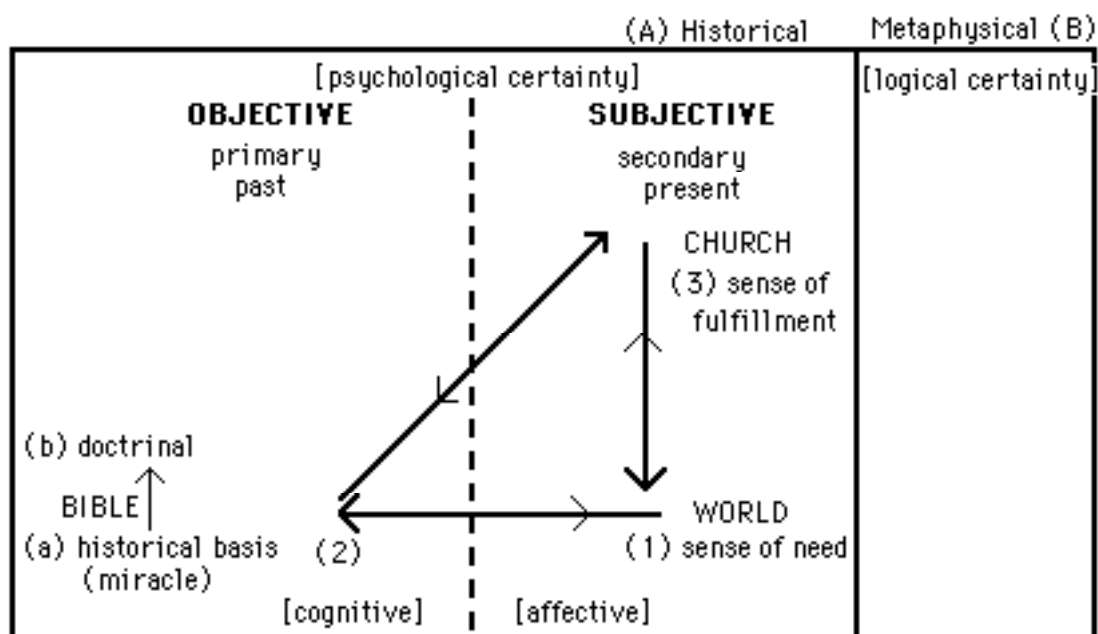 (A) Historical
Metaphysical (B)
[psychological certainty]
[logical certainty]
OBJECTIVE
SUBJECTIVE
primary
past
secondary
present
CHURCH
(3) sense of
fulfillment
(b) doctrinal
BIBLE
(a) historical basis
(miracle)
(2)
WORLD
(1) sense of need
[cognitive]
[affective]